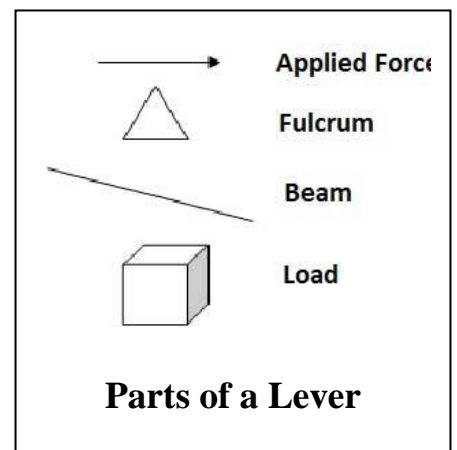 Applied Force
Fulcrum
Beam
Load
Parts of a Lever